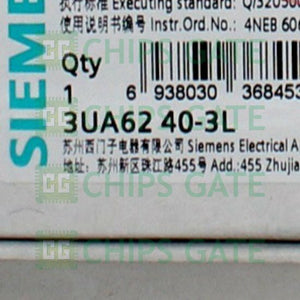 SIEMENS
执行标准 Executing standard: Q/320500
使用说明书编号 Instr.Ord.No.: 4NEB 60
Qty
1
6 938030 368453
3UA62 40-3L
苏州西门子电器有限公司 Siemens Electrical A
地址: 苏州新区珠江路455号 Add.:455 Zhujia
CHIPS GATE
CHIPS GATE
CHIPS GATE